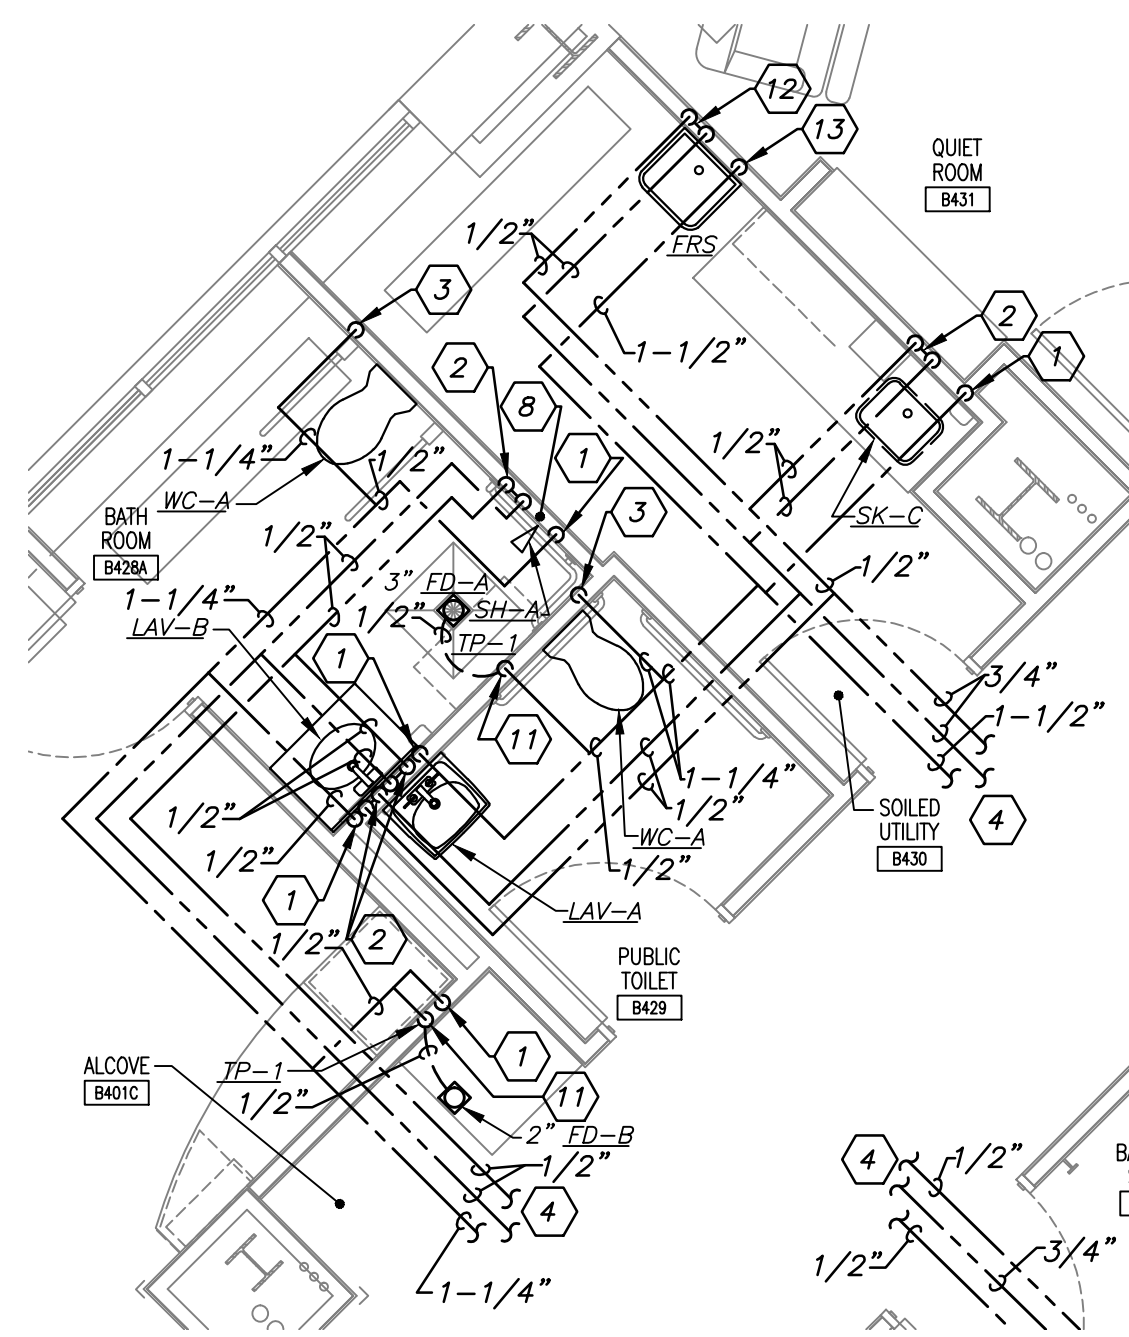 12
13
QUIET
ROOM
B431
1/2"
FRS
3
1-1/2"
2
2
1
8
1
1-1/4"
1/2"
1/2"
WC-A
SK-C
3
BATH
ROOM
B428A
1/2"
1/2"
3"
FD-A
1-1/4"
SH-A
LAV-B
1/2"
TP-1
1
3/4"
1-1/2"
11
1-1/4"
1/2"
1/2"
SOILED
UTILITY
B430
4
WC-A
1/2"
1/2"
1
LAV-A
1/2"
2
PUBLIC
TOILET
B429
1
ALCOVE
B401C
TP-1
11
1/2"
2"
FD-B
1/2"
4
4
1/2"
BA
1-1/4"
1/2"
3/4"